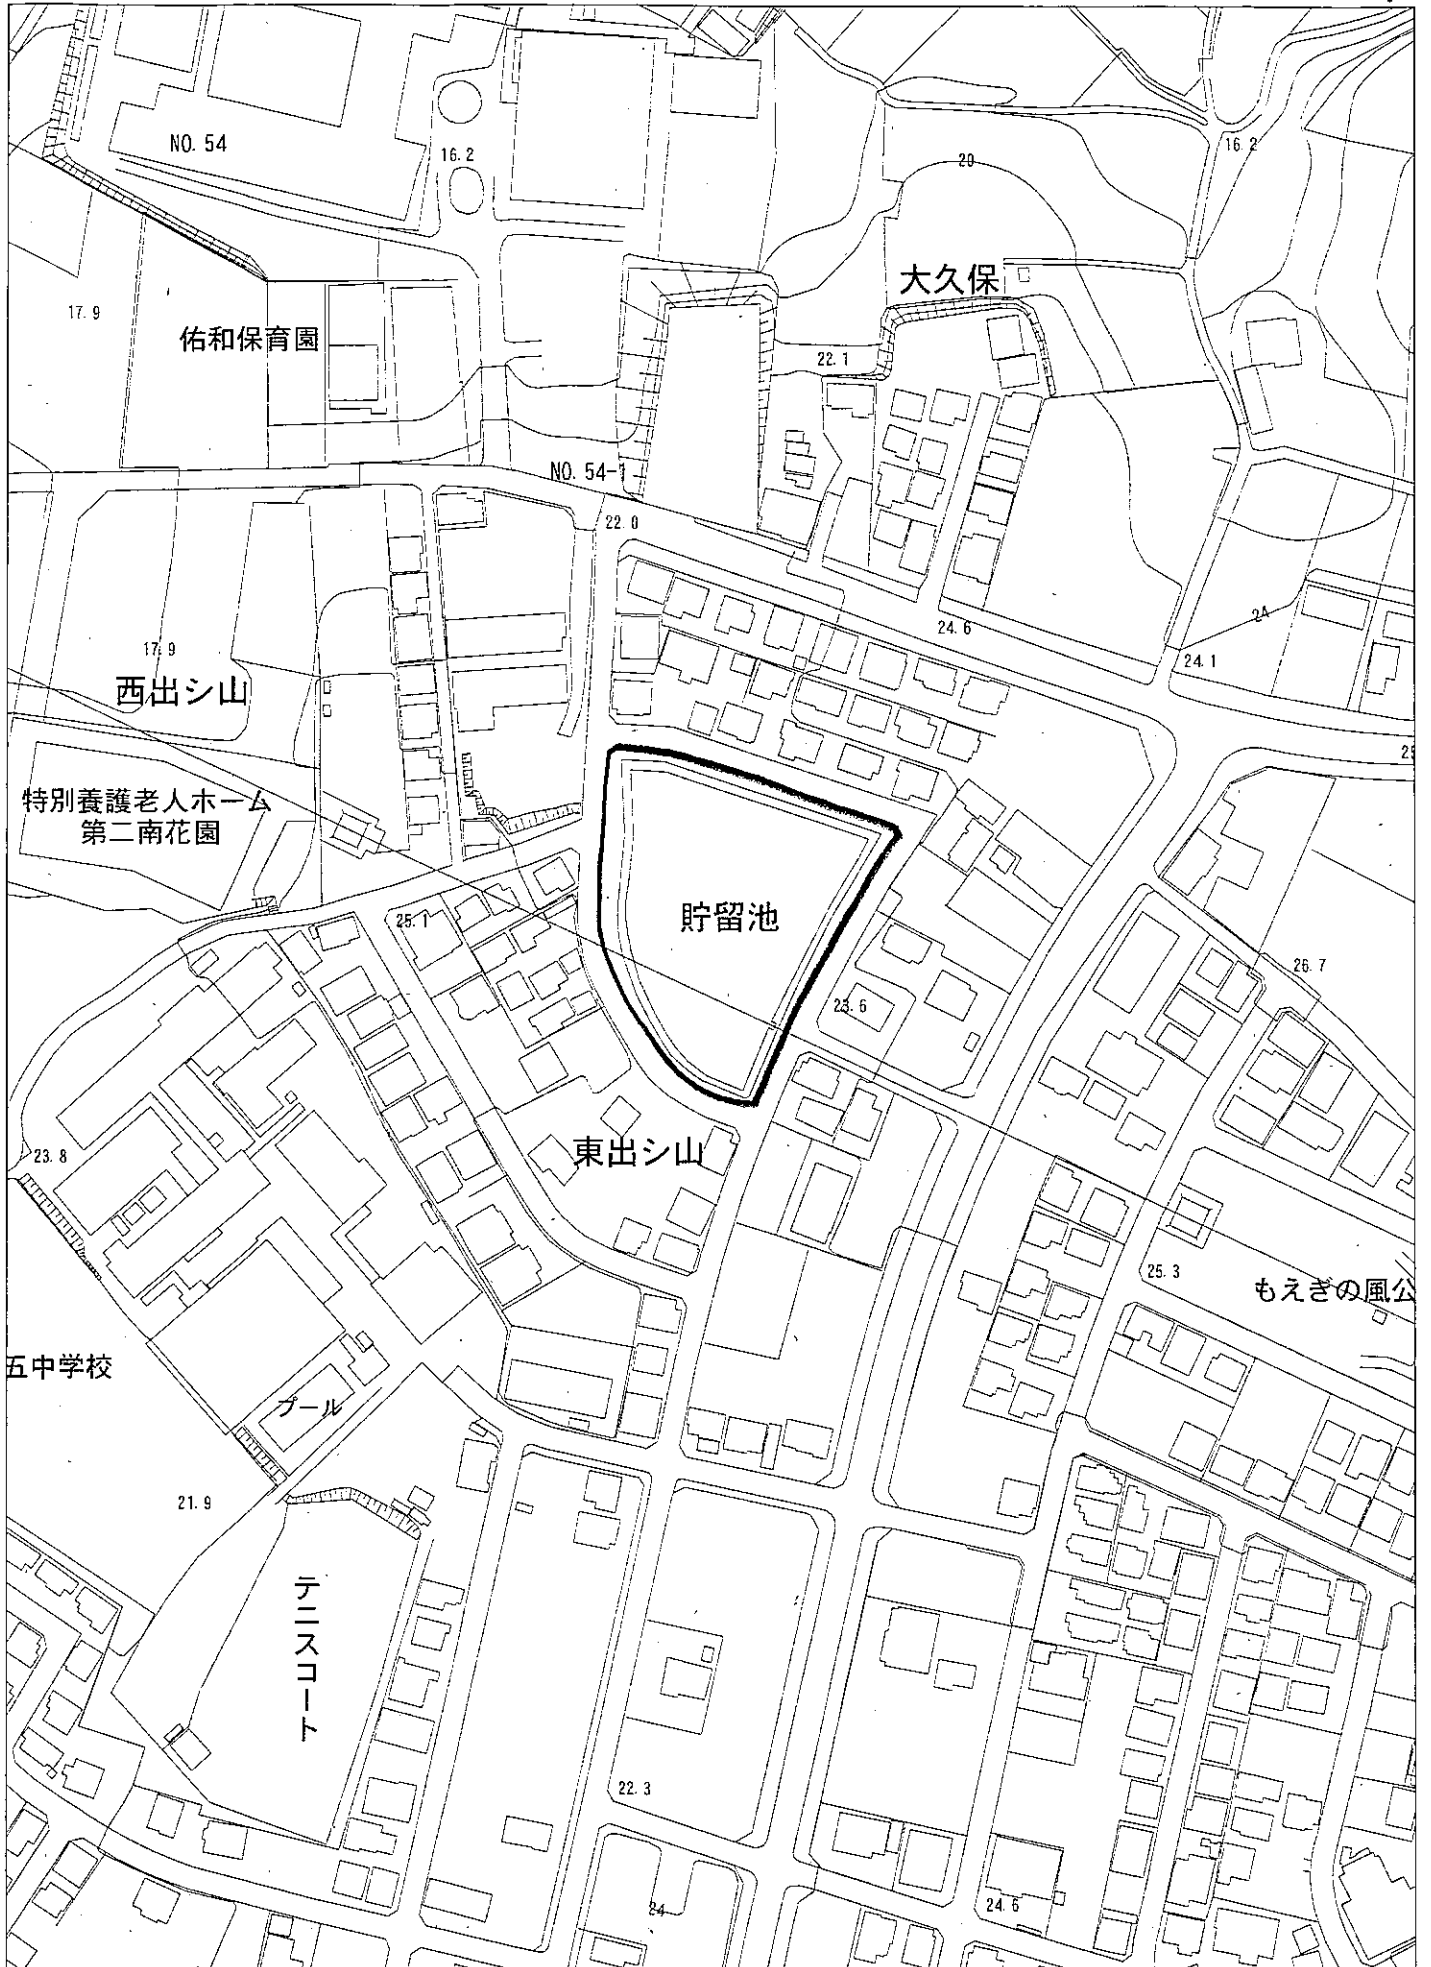 NO. 54
16.2
16.2
20
大久保
17.9
佑和保育園
22.1
NO. 54-1
22.0
24.6
17.9
24.1
西出シ山
特別養護老人ホーム
第二南花園
貯留池
25.1
26.7
23.6
東出シ山
23.8
25.3
もえぎの風公
五中学校
プール
21.9
テニスコート
22.3
24
24.6